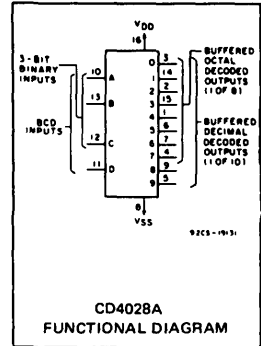 VDD
16
3-BIT
BINARY
INPUTS
BCD
INPUTS
10 A
13 B
12 C
11 D
0 3
1 14
2 2
3 15
4 1
5 6
6 7
7 4
8 9
9 5
BUFFERED
OCTAL
DECODED
OUTPUTS
(1 OF 8)
BUFFERED
DECIMAL
DECODED
OUTPUTS
(1 OF 10)
8
VSS
92CS-19131
CD4028A
FUNCTIONAL DIAGRAM